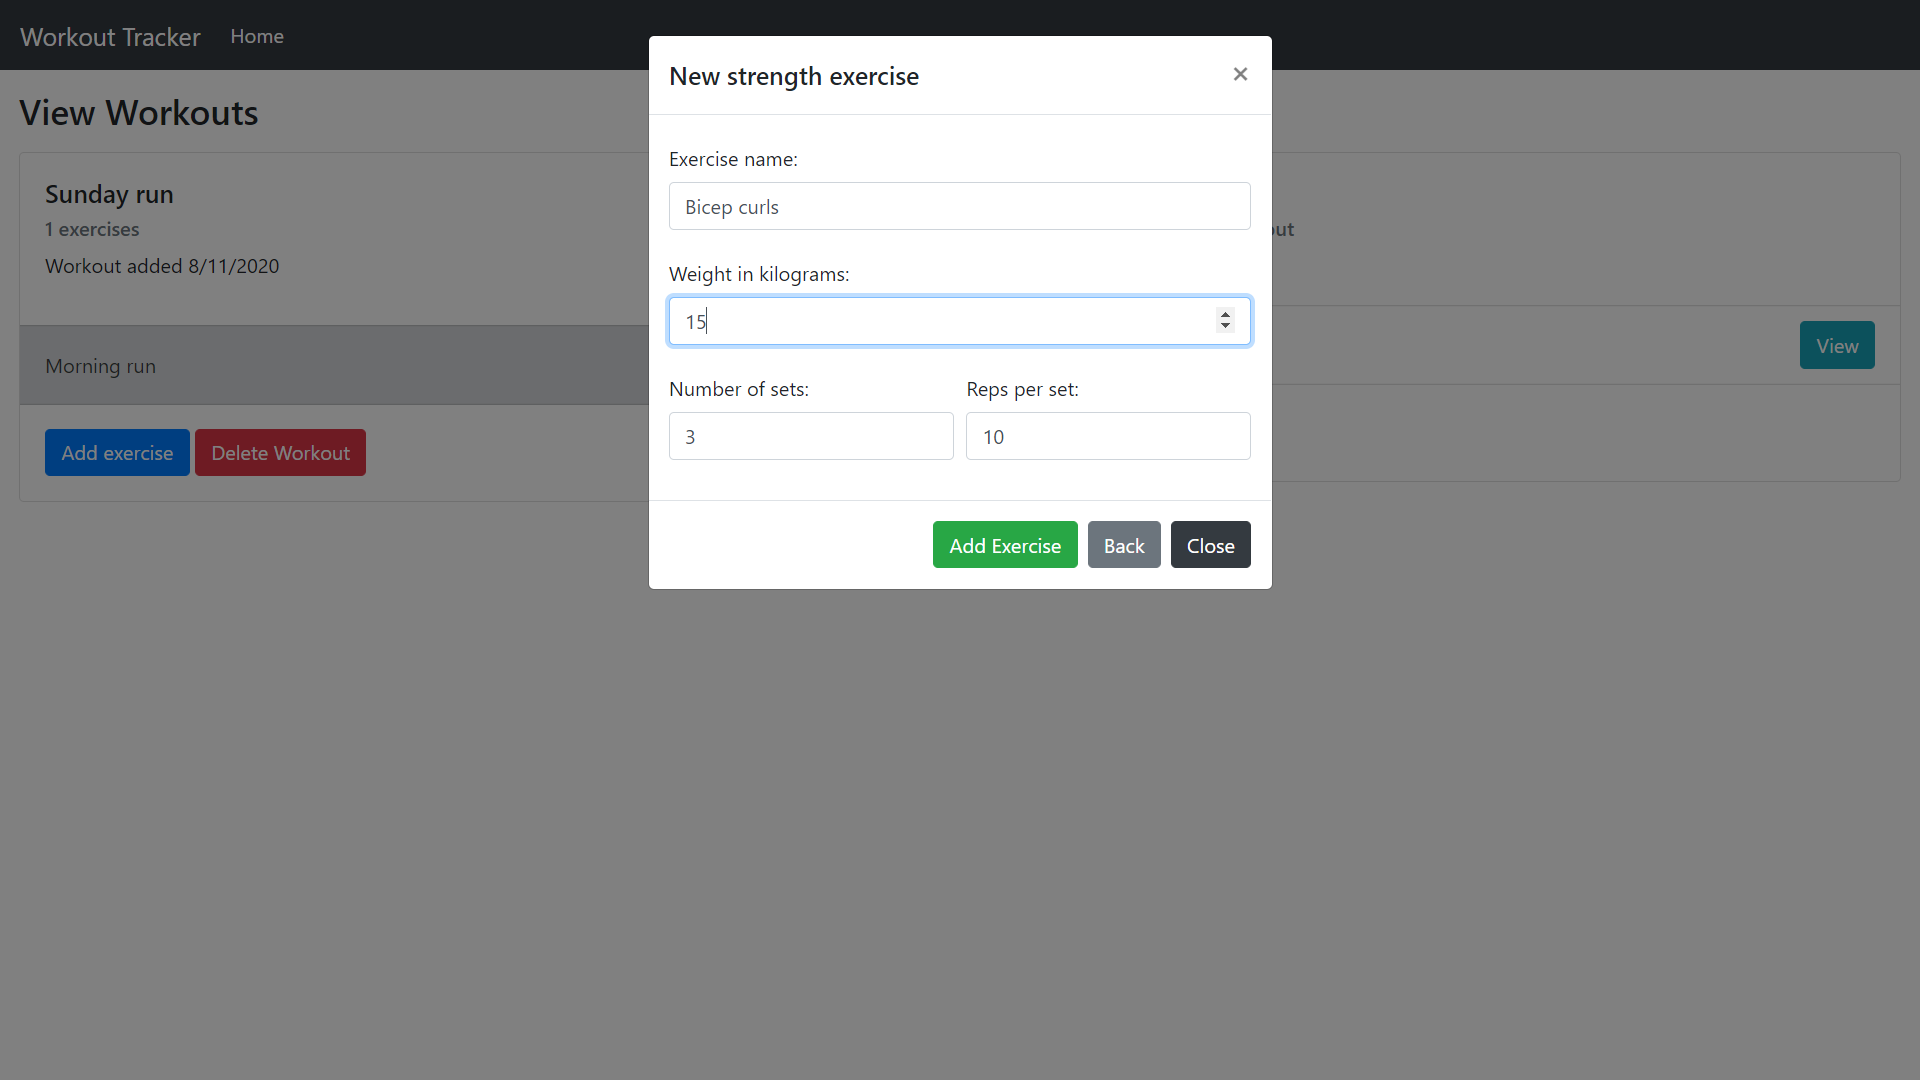 Workout Tracker Home
View Workouts
Sunday run
1 exercises
Workout added 8/11/2020
Morning run
Add exercise Delete Workout
New strength exercise ×
Exercise name:
Bicep curls
Weight in kilograms:
15
Number of sets: Reps per set:
3 10
Add Exercise Back Close
out
View